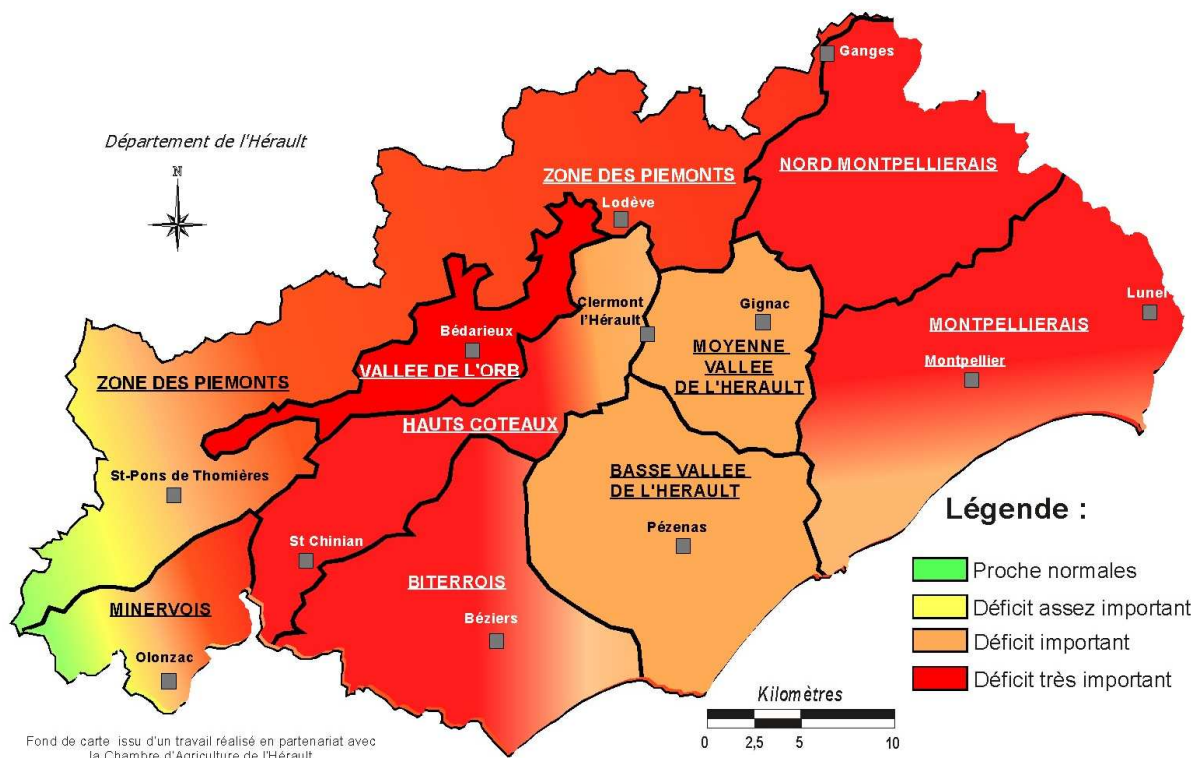 Département de l'Hérault
N
Ganges
NORD MONTPELLIERAIS
ZONE DES PIEMONTS
Lodève
Clermont
l'Hérault
Gignac
Lunel
MONTPELLIERAIS
Montpellier
Bédarieux
VALLEE DE L'ORB
MOYENNE
VALLEE
DE L'HERAULT
ZONE DES PIEMONTS
HAUTS COTEAUX
St-Pons de Thomières
BASSE VALLEE
DE L'HERAULT
Pézenas
St Chinian
BITERROIS
Béziers
MINERVOIS
Olonzac
Légende :
Proche normales
Déficit assez important
Déficit important
Déficit très important
Kilomètres
0 2,5 5 10
Fond de carte issu d'un travail réalisé en partenariat avec
la Chambre d'Agriculture de l'Hérault